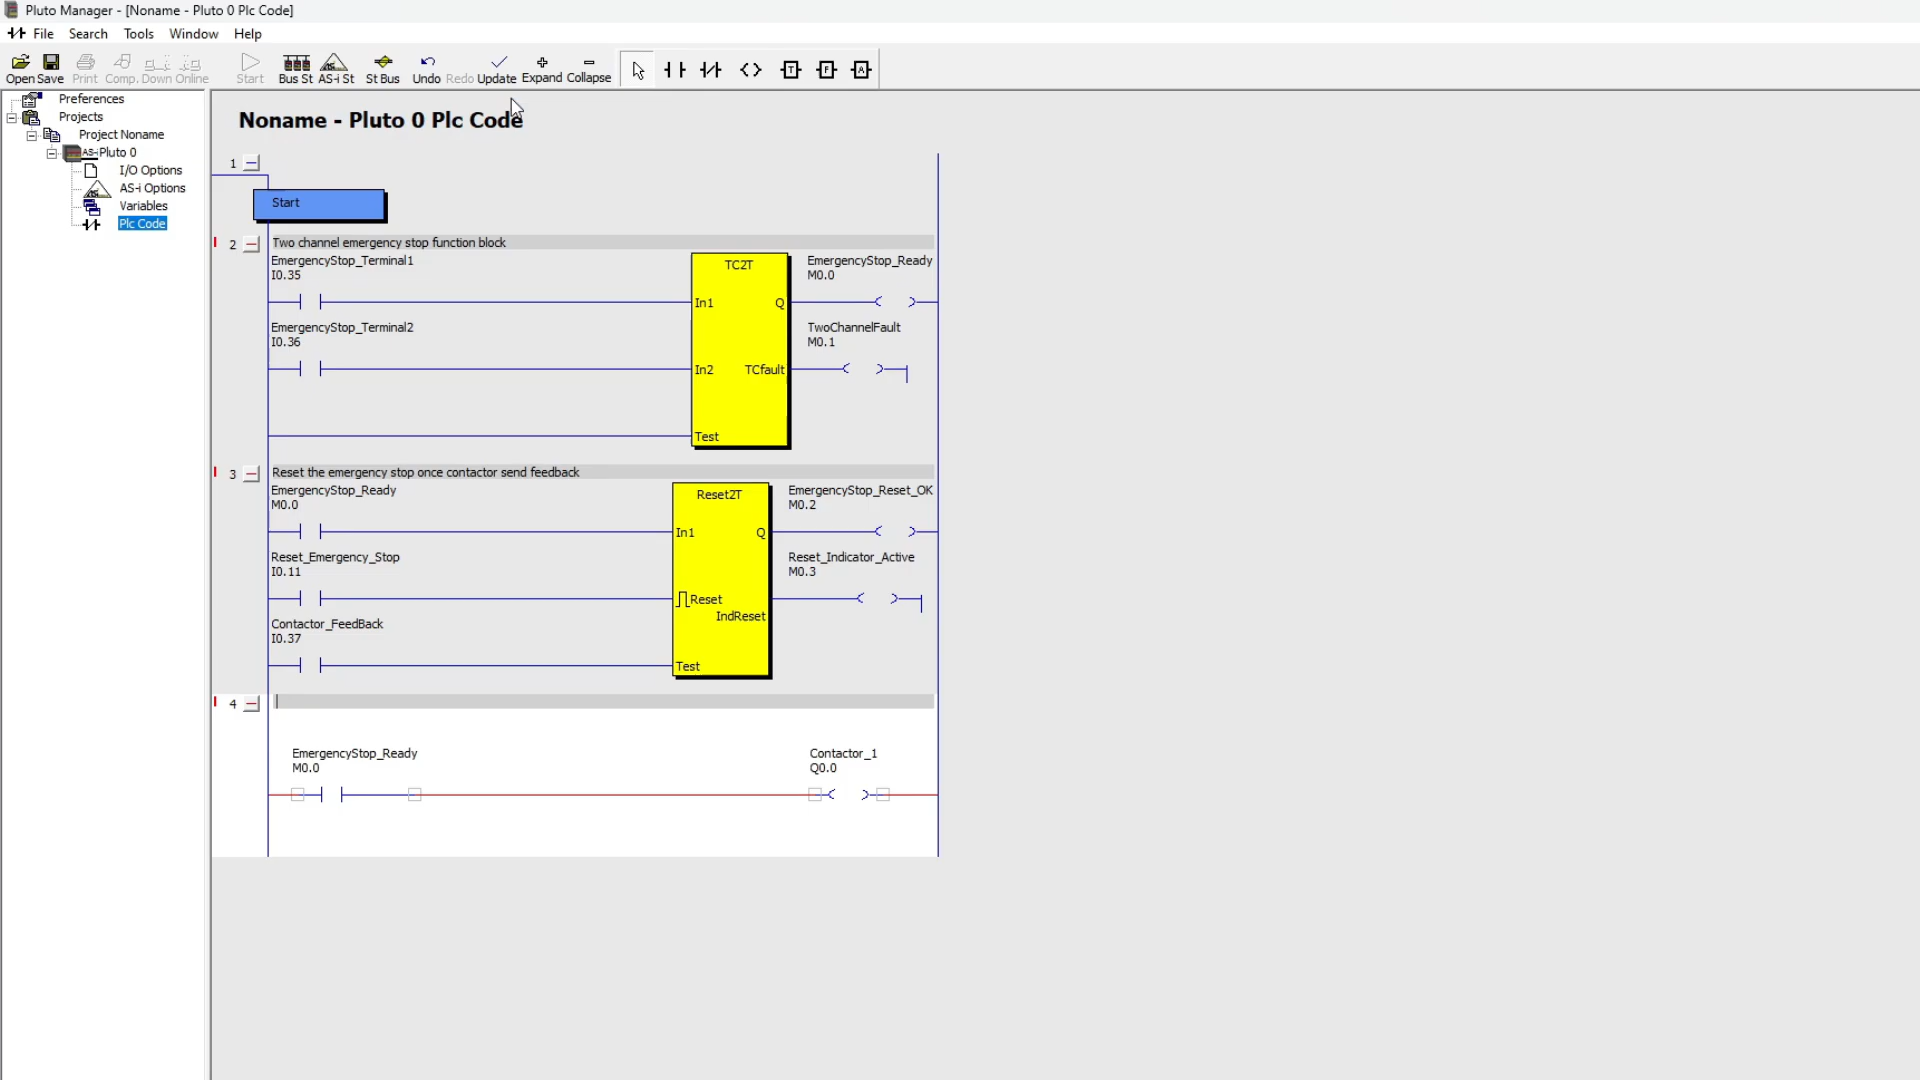 Pluto Manager - [Noname - Pluto 0 Plc Code]
File Search Tools Window Help
Open Save Print Comp. Down Online Start Bus St AS-i St St Bus Undo Redo Update Expand Collapse T F A
Preferences
Projects
Project Noname
AS-i Pluto 0
I/O Options
AS-i AS-i Options
Variables
Plc Code
Noname - Pluto 0 Plc Code
1
Start
2 Two channel emergency stop function block
EmergencyStop_Terminal1 TC2T EmergencyStop_Ready
I0.35 M0.0
In1 Q
EmergencyStop_Terminal2 TwoChannelFault
I0.36 M0.1
In2 TCfault
Test
3 Reset the emergency stop once contactor send feedback
EmergencyStop_Ready Reset2T EmergencyStop_Reset_OK
M0.0 M0.2
In1 Q
Reset_Emergency_Stop Reset_Indicator_Active
I0.11 M0.3
Reset
IndReset
Contactor_FeedBack
I0.37
Test
4
EmergencyStop_Ready Contactor_1
M0.0 Q0.0